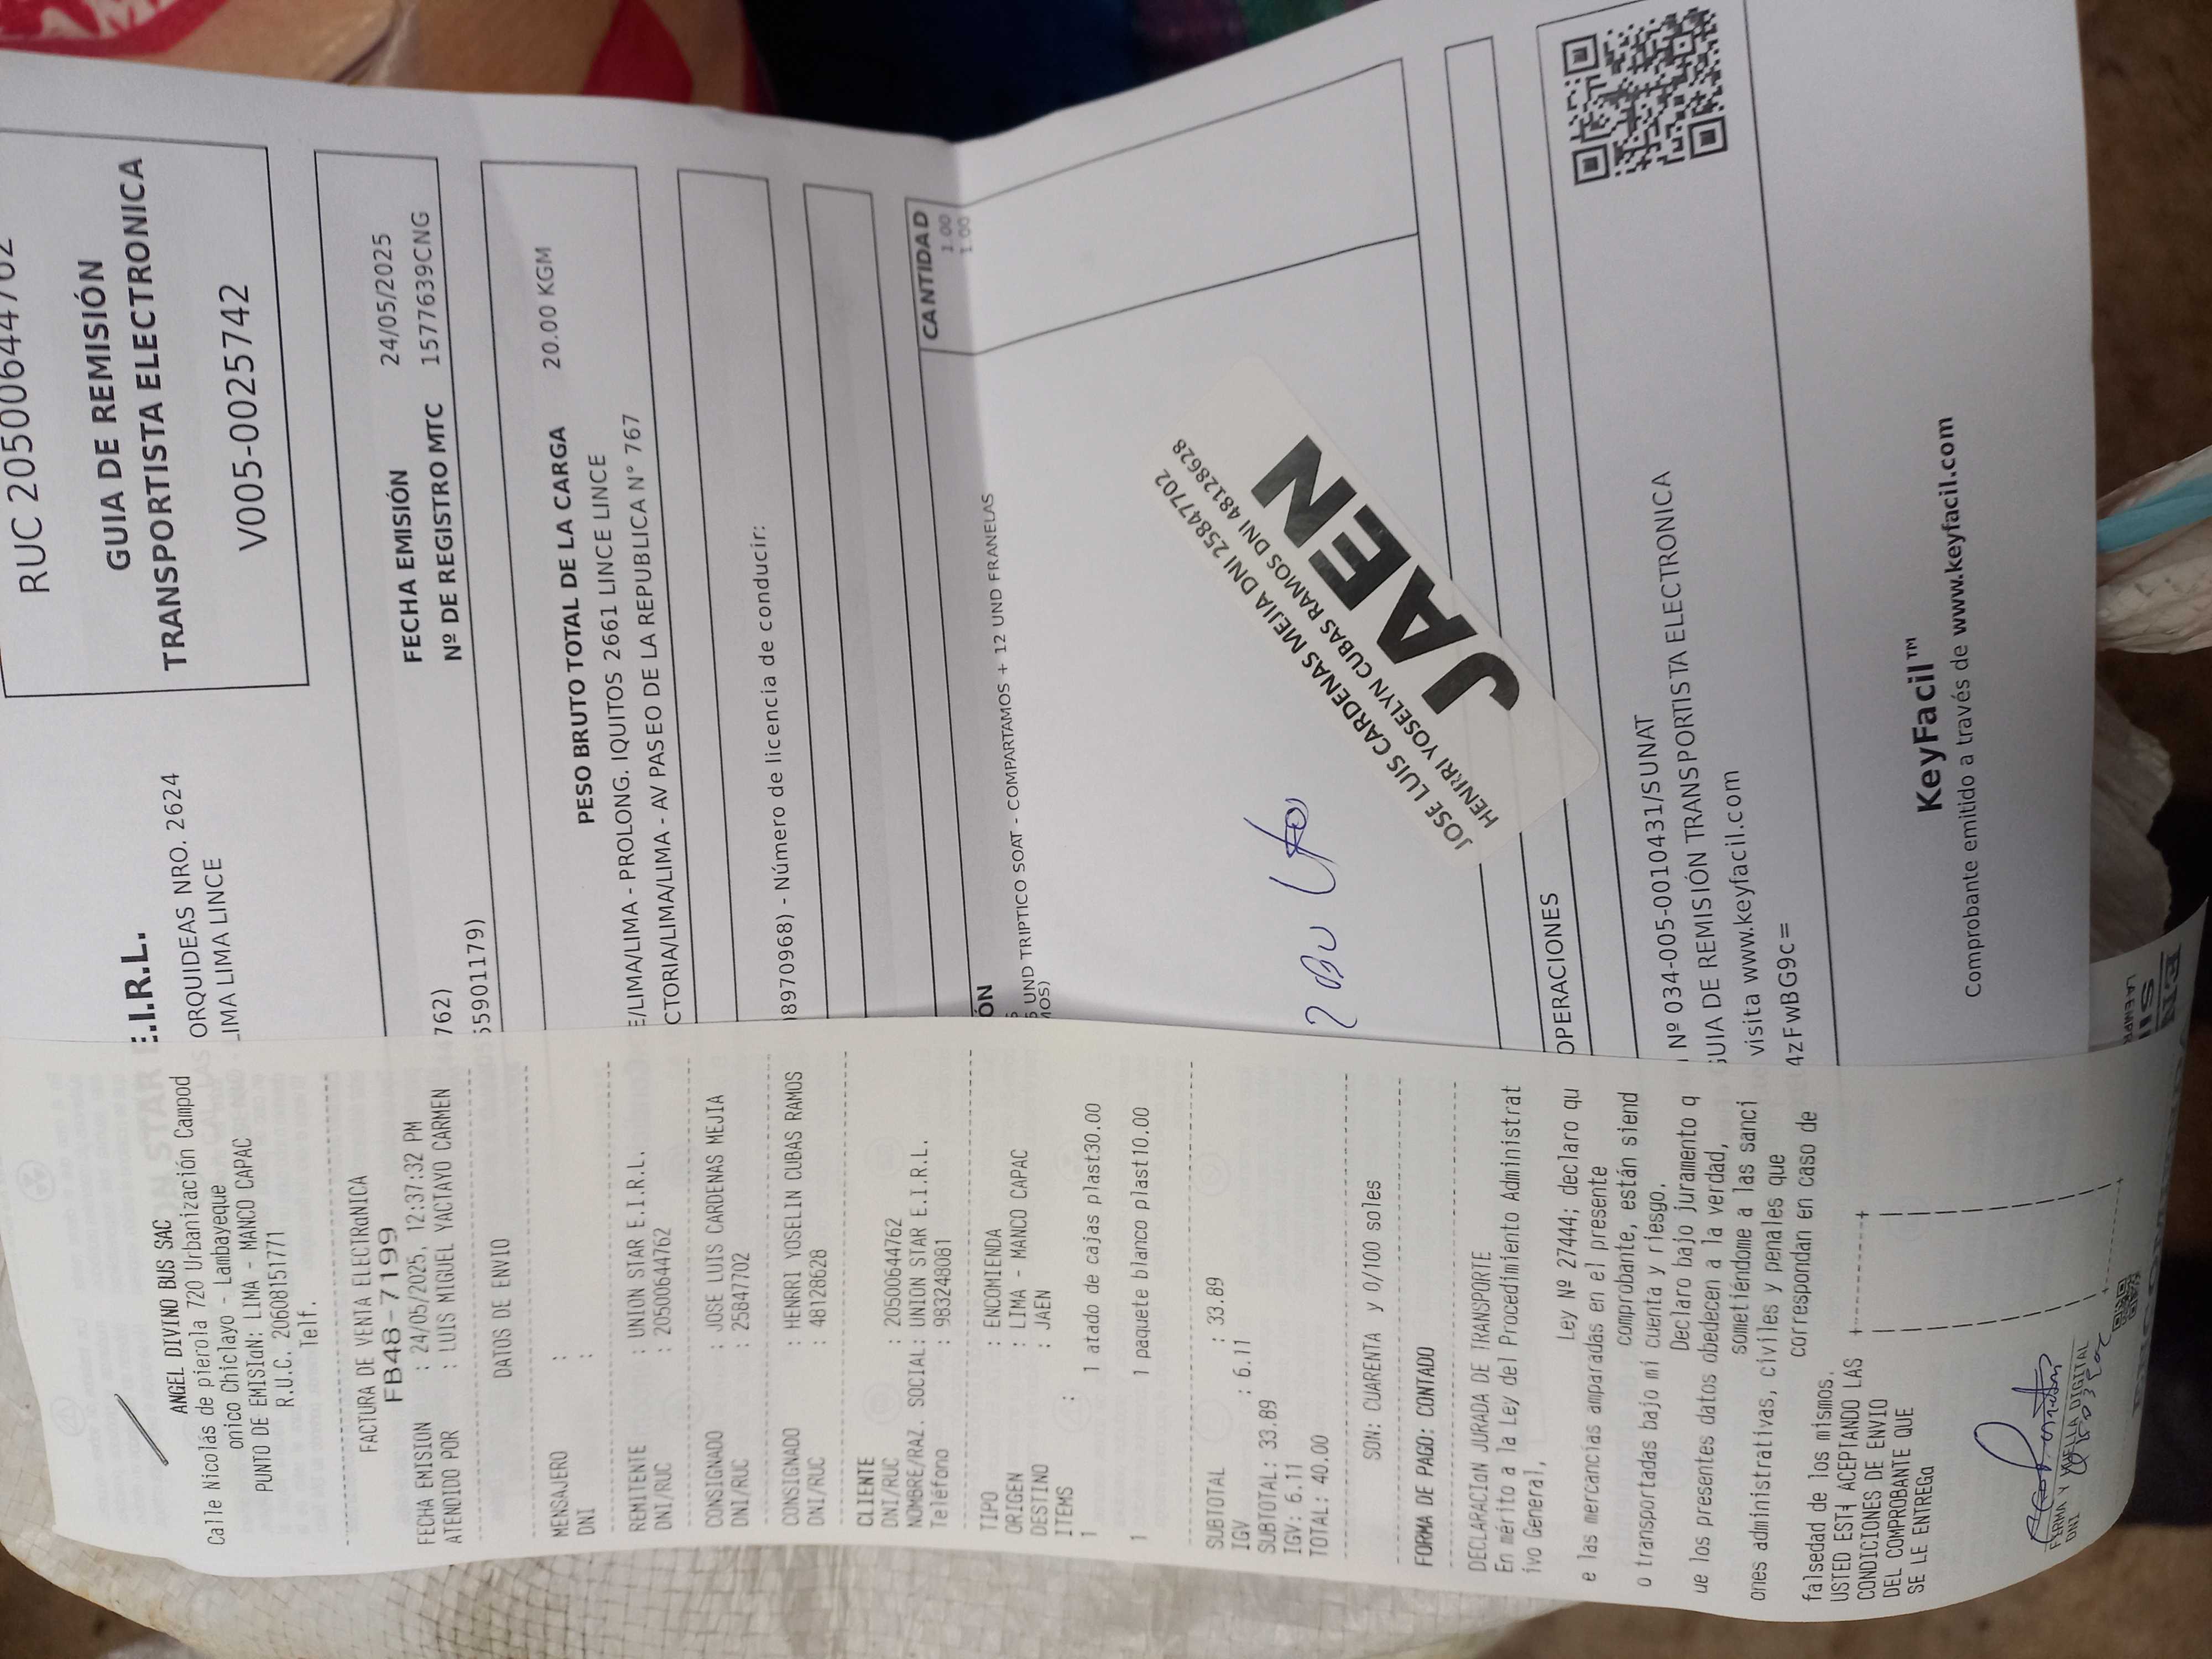 ANGEL DIVINO BUS SAC
Calle Nicolás de pierola 720 Urbanización Campod
onico Chiclayo - Lambayeque
PUNTO DE EMISIaN: LIMA - MANCO CAPAC
R.U.C. 20608151771
Telf.
FACTURA DE VENTA ELECTRaNICA
FB48-7199
FECHA EMISION : 24/05/2025, 12:37:32 PM
ATENDIDO POR : LUIS MIGUEL YACTAYO CARMEN
DATOS DE ENVIO
MENSAJERO :
DNI :
REMITENTE : UNION STAR E.I.R.L.
DNI/RUC : 20500644762
CONSIGNADO : JOSE LUIS CARDENAS MEJIA
DNI/RUC : 25847702
CONSIGNADO : HENRRI YOSELIN CUBAS RAMOS
DNI/RUC : 48128628
CLIENTE
DNI/RUC : 20500644762
NOMBRE/RAZ. SOCIAL: UNION STAR E.I.R.L.
Teléfono : 983248081
TIPO : ENCOMIENDA
ORIGEN : LIMA - MANCO CAPAC
DESTINO : JAEN
ITEMS :
1 1 atado de cajas plast30.00
1 1 paquete blanco plast10.00
SUBTOTAL : 33.89
IGV : 6.11
SUBTOTAL: 33.89
IGV: 6.11
TOTAL: 40.00
SON: CUARENTA y 0/100 soles
FORMA DE PAGO: CONTADO
DECLARACIaN JURADA DE TRANSPORTE
En mérito a la Ley del Procedimiento Administrat
ivo General,
Ley Nº 27444; declaro qu
e las mercancías amparadas en el presente
comprobante, están siend
o transportadas bajo mi cuenta y riesgo.
Declaro bajo juramento q
ue los presentes datos obedecen a la verdad,
sometiéndome a las sanci
ones administrativas, civiles y penales que
correspondan en caso de
falsedad de los mismos.
USTED EST┤ ACEPTANDO LAS
CONDICIONES DE ENVIO
DEL COMPROBANTE QUE
SE LE ENTREGa
FIRMA Y HUELLA DIGITAL
DNI
RUC 20500644762
GUIA DE REMISIÓN
TRANSPORTISTA ELECTRONICA
V005-0025742
E.I.R.L.
ORQUIDEAS NRO. 2624
LIMA LIMA LINCE
FECHA EMISIÓN 24/05/2025
Nº DE REGISTRO MTC 1577639CNG
762)
55901179)
PESO BRUTO TOTAL DE LA CARGA 20.00 KGM
E/LIMA/LIMA - PROLONG. IQUITOS 2661 LINCE LINCE
CTORIA/LIMA/LIMA - AV PASEO DE LA REPUBLICA N° 767
08970968) - Número de licencia de conducir:
ÓN CANTIDAD
S 1.00
UND TRIPTICO SOAT - COMPARTAMOS + 12 UND FRANELAS 1.00
MOS)
JOSE LUIS CARDENAS MEJIA DNI 25847702
HENRRI YOSELYN CUBAS RAMOS DNI 48128628
JAEN
2 Bultos
OPERACIONES
Nº 034-005-0010431/SUNAT
GUIA DE REMISIÓN TRANSPORTISTA ELECTRONICA
visita www.keyfacil.com
4zFwBG9c=
KeyFacil™
Comprobante emitido a través de www.keyfacil.com